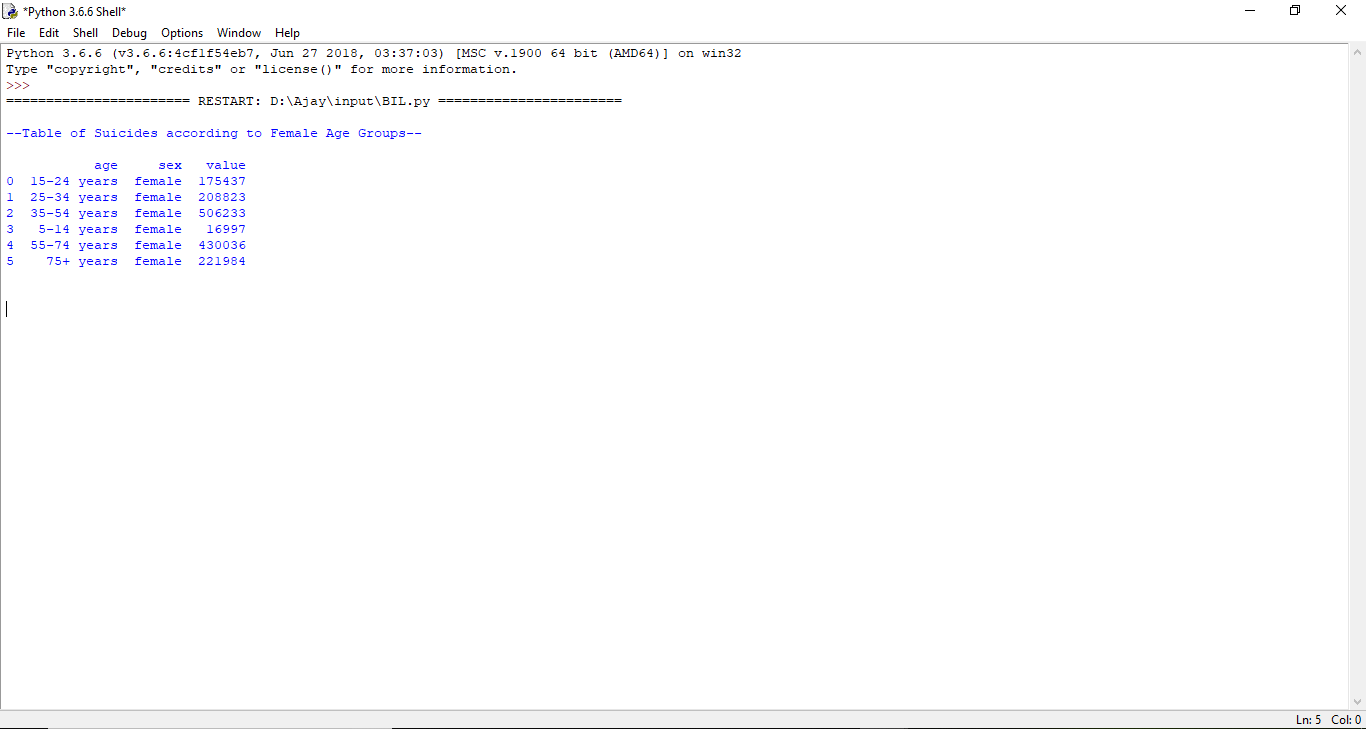 *Python 3.6.6 Shell*
File Edit Shell Debug Options Window Help
Python 3.6.6 (v3.6.6:4cf1f54eb7, Jun 27 2018, 03:37:03) [MSC v.1900 64 bit (AMD64)] on win32
Type "copyright", "credits" or "license()" for more information.
>>>
======================= RESTART: D:\Ajay\input\BIL.py =======================
--Table of Suicides according to Female Age Groups--
age sex value
0 15-24 years female 175437
1 25-34 years female 208823
2 35-54 years female 506233
3 5-14 years female 16997
4 55-74 years female 430036
5 75+ years female 221984
Ln: 5 Col: 0